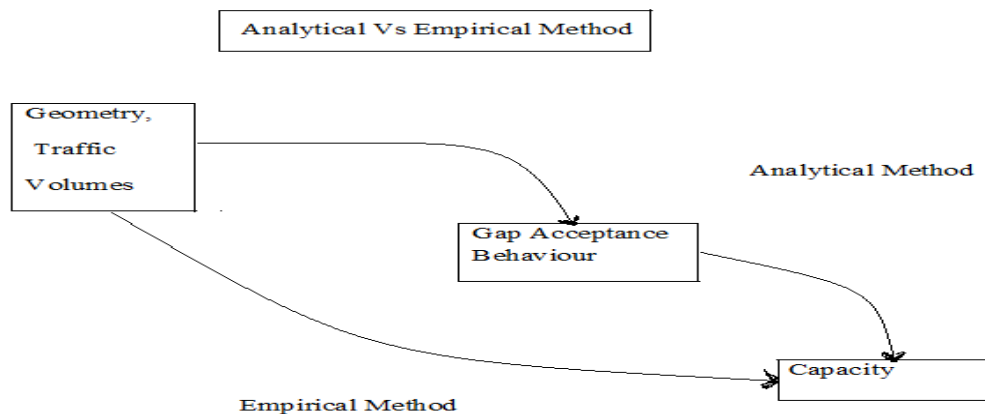 Analytical Vs Empirical Method
Geometry,
Traffic
Volumes
Analytical Method
Gap Acceptance
Behaviour
Capacity
Empirical Method